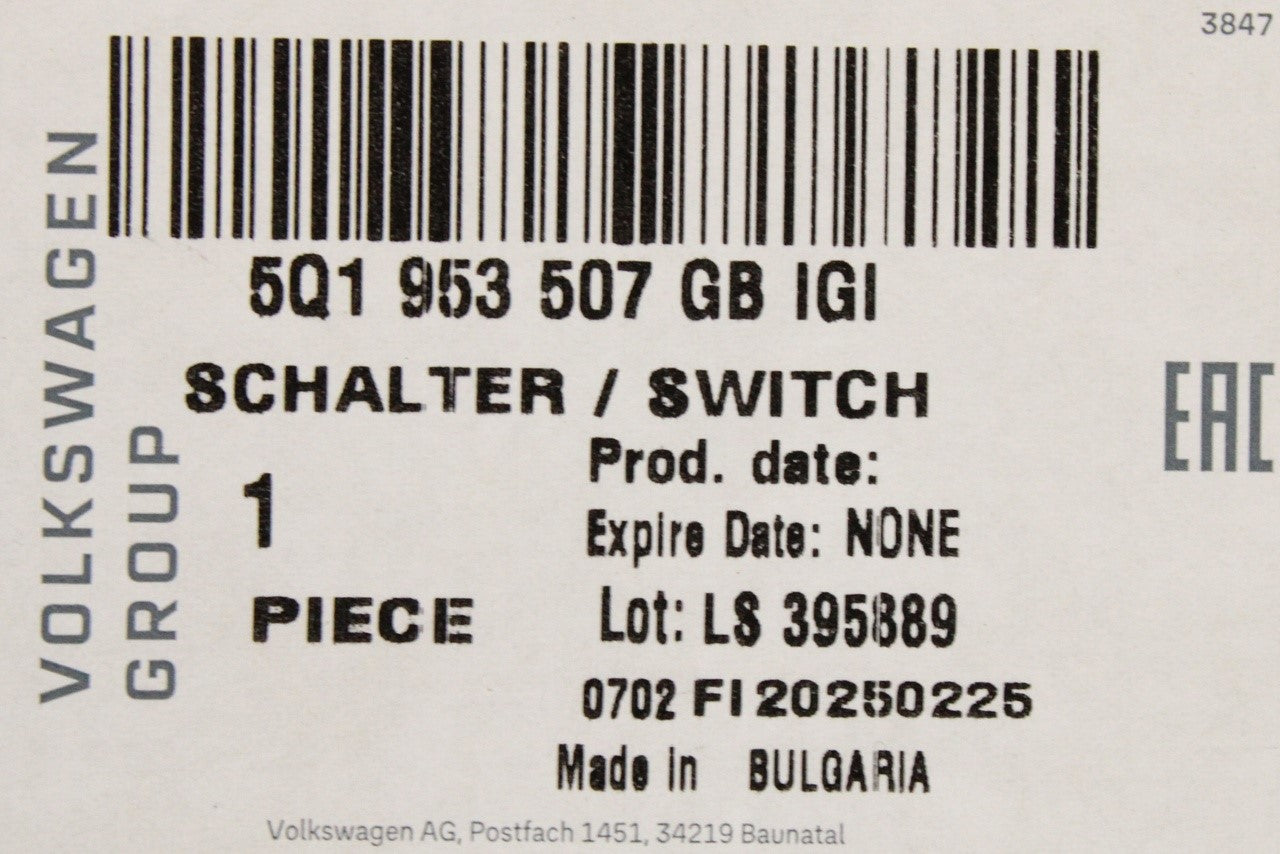 3847
VOLKSWAGEN
GROUP
5Q1 953 507 GB IGI
SCHALTER / SWITCH
EAC
1
PIECE
Prod. date:
Expire Date: NONE
Lot: LS 395889
0702 FI 20250225
Made in BULGARIA
Volkswagen AG, Postfach 1451, 34219 Baunatal